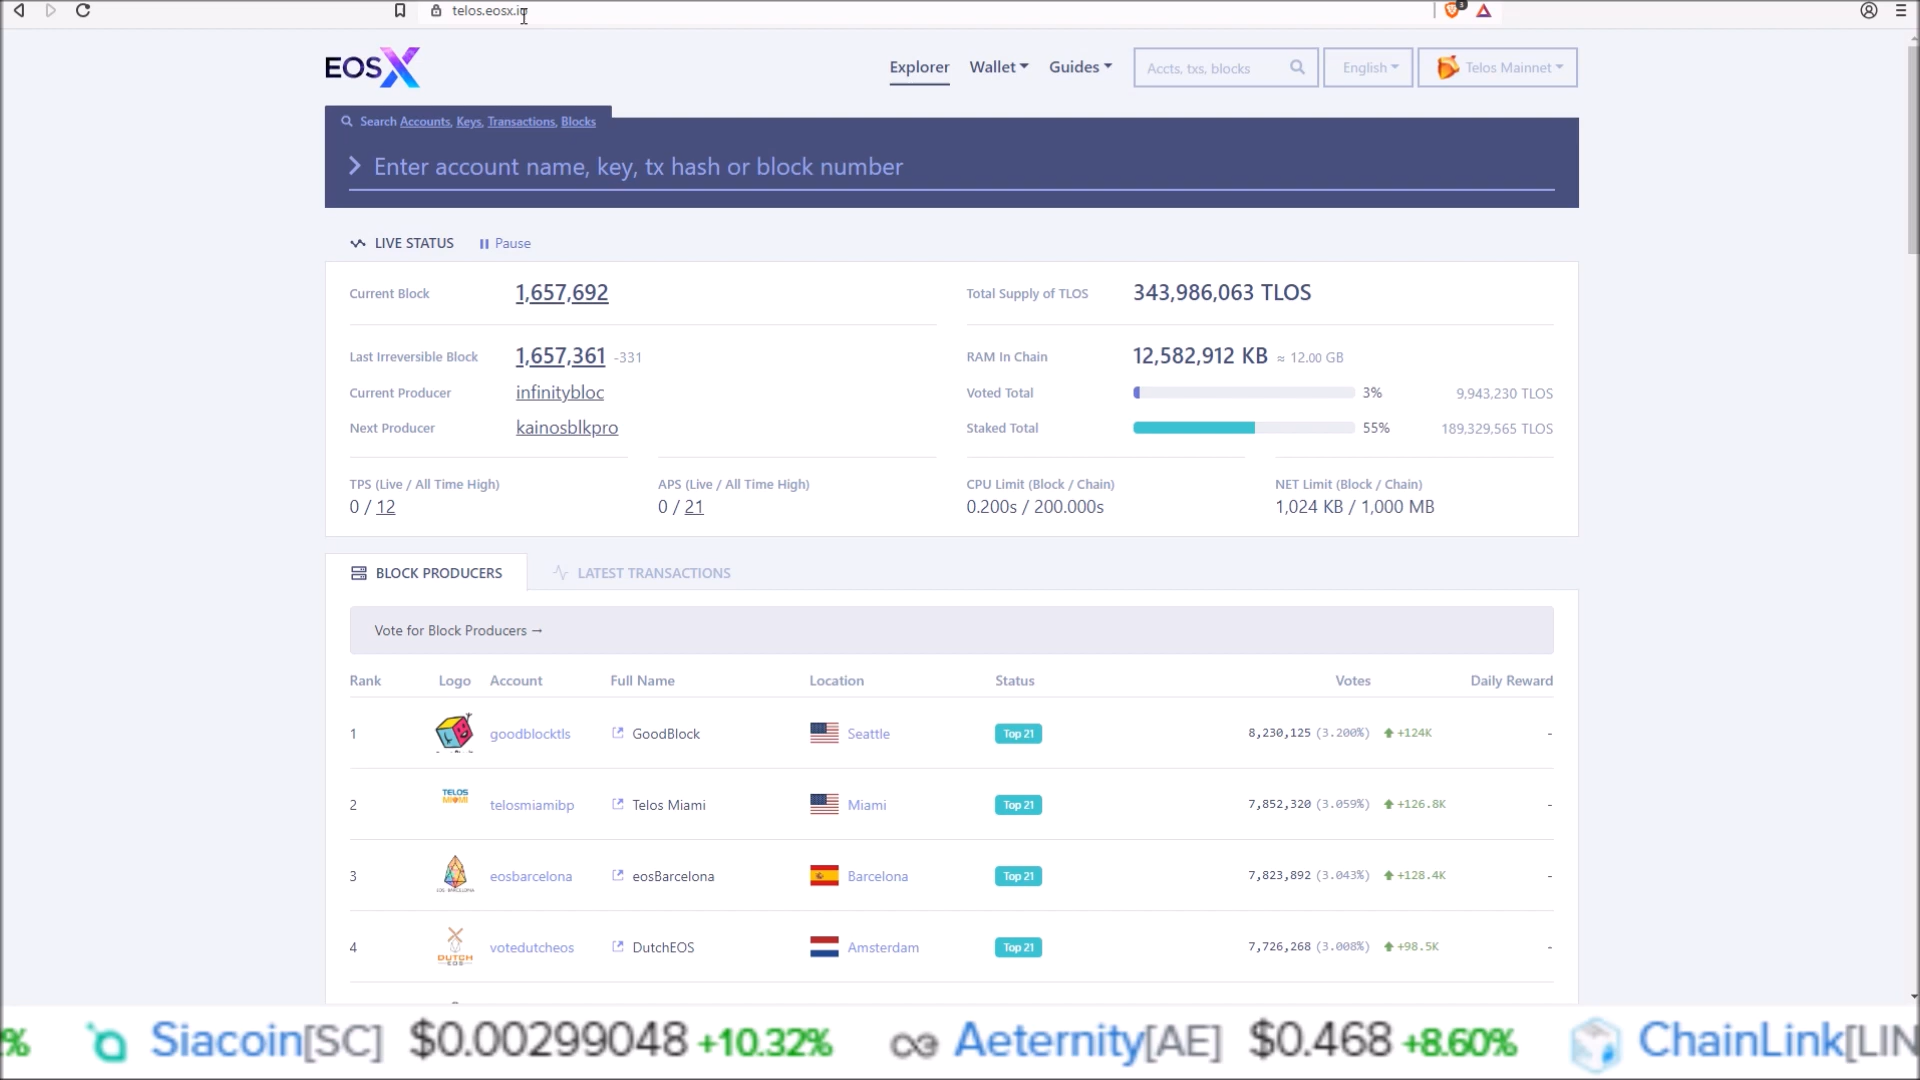 telos.eosx.io
3
EOSX
Explorer Wallet Guides Accts, txs, blocks English Telos Mainnet
Search Accounts, Keys, Transactions, Blocks
Enter account name, key, tx hash or block number
LIVE STATUS Pause
Current Block 1,657,692 Total Supply of TLOS 343,986,063 TLOS
Last Irreversible Block 1,657,361 -331 RAM In Chain 12,582,912 KB ≈ 12.00 GB
Current Producer infinitybloc Voted Total 3% 9,943,230 TLOS
Next Producer kainosblkpro Staked Total 55% 189,329,565 TLOS
TPS (Live / All Time High) APS (Live / All Time High) CPU Limit (Block / Chain) NET Limit (Block / Chain)
0 / 12 0 / 21 0.200s / 200.000s 1,024 KB / 1,000 MB
BLOCK PRODUCERS LATEST TRANSACTIONS
Vote for Block Producers →
Rank Logo Account Full Name Location Status Votes Daily Reward
1 goodblocktls GoodBlock Seattle Top 21 8,230,125 (3.200%) +124K -
2 TELOS MIAMI telosmiamibp Telos Miami Miami Top 21 7,852,320 (3.059%) +126.8K -
3 eosbarcelona eosBarcelona Barcelona Top 21 7,823,892 (3.043%) +128.4K -
4 DUTCH EOS votedutcheos DutchEOS Amsterdam Top 21 7,726,268 (3.008%) +98.5K -
% Siacoin[SC] $0.00299048 +10.32% Aeternity[AE] $0.468 +8.60% ChainLink[LIN